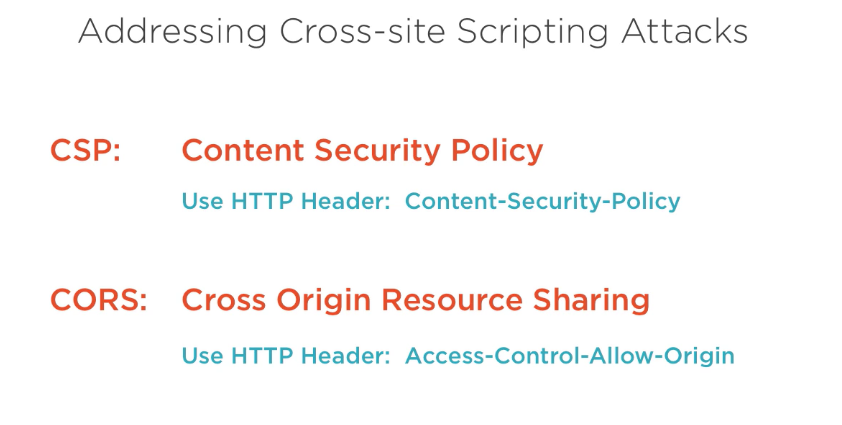 Addressing Cross-site Scripting Attacks
CSP: Content Security Policy
Use HTTP Header: Content-Security-Policy
CORS: Cross Origin Resource Sharing
Use HTTP Header: Access-Control-Allow-Origin